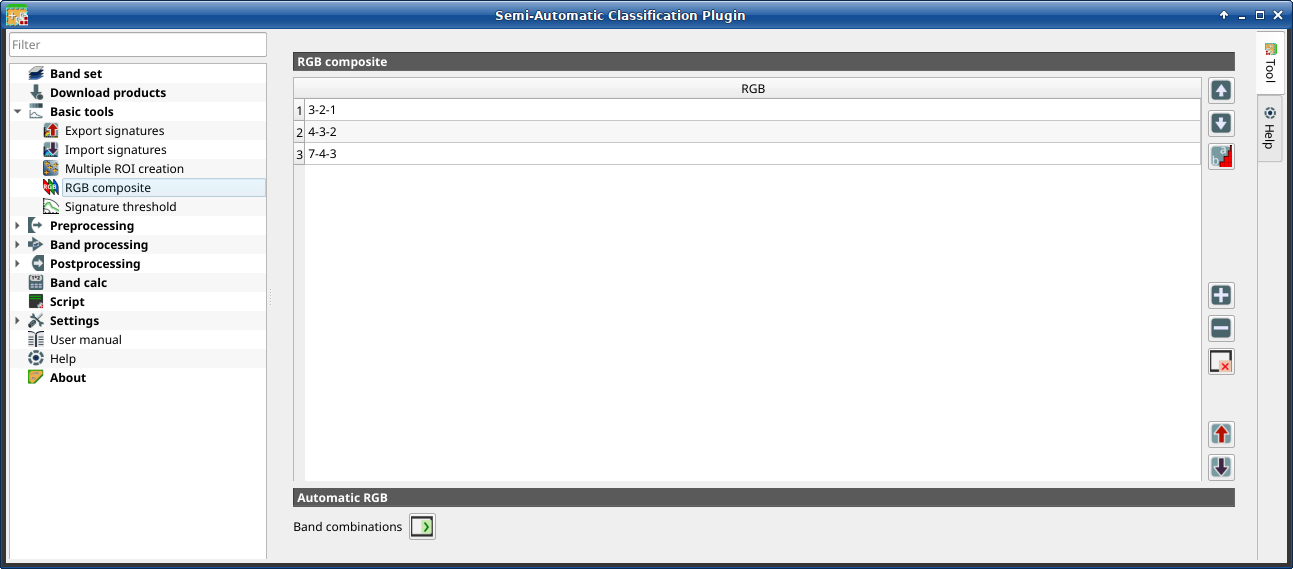 Semi-Automatic Classification Plugin
Filter
Band set
Download products
Basic tools
Export signatures
Import signatures
Multiple ROI creation
RGB composite
Signature threshold
Preprocessing
Band processing
Postprocessing
Band calc
Script
Settings
User manual
Help
About
RGB composite
RGB
1 3-2-1
2 4-3-2
3 7-4-3
Automatic RGB
Band combinations
Tool
Help